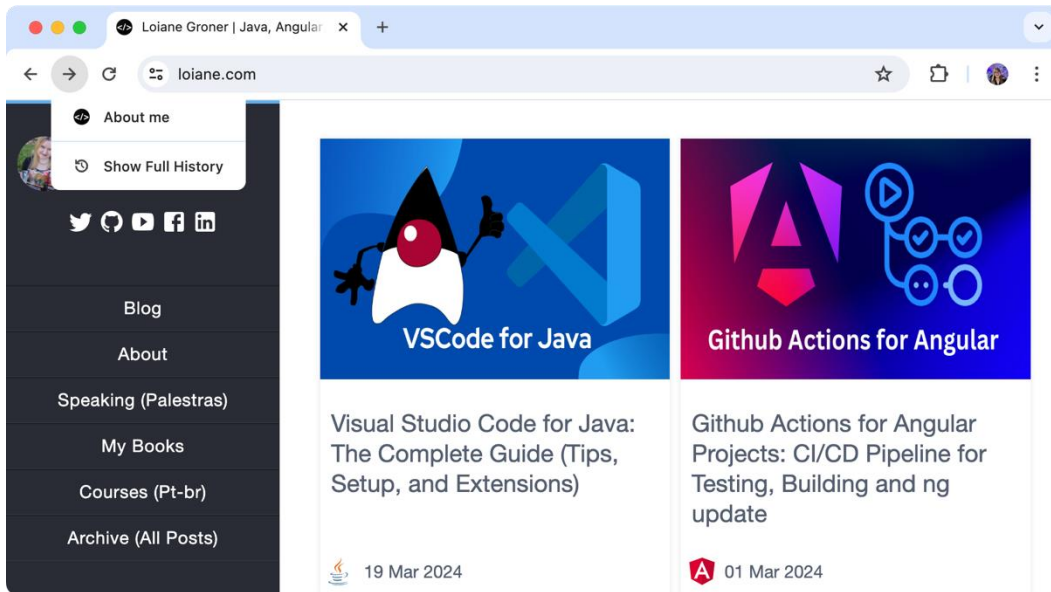 Loiane Groner | Java, Angular
loiane.com
About me
Show Full History
Blog
About
Speaking (Palestras)
My Books
Courses (Pt-br)
Archive (All Posts)
VSCode for Java
Visual Studio Code for Java:
The Complete Guide (Tips,
Setup, and Extensions)
19 Mar 2024
Github Actions for Angular
Github Actions for Angular
Projects: CI/CD Pipeline for
Testing, Building and ng
update
01 Mar 2024